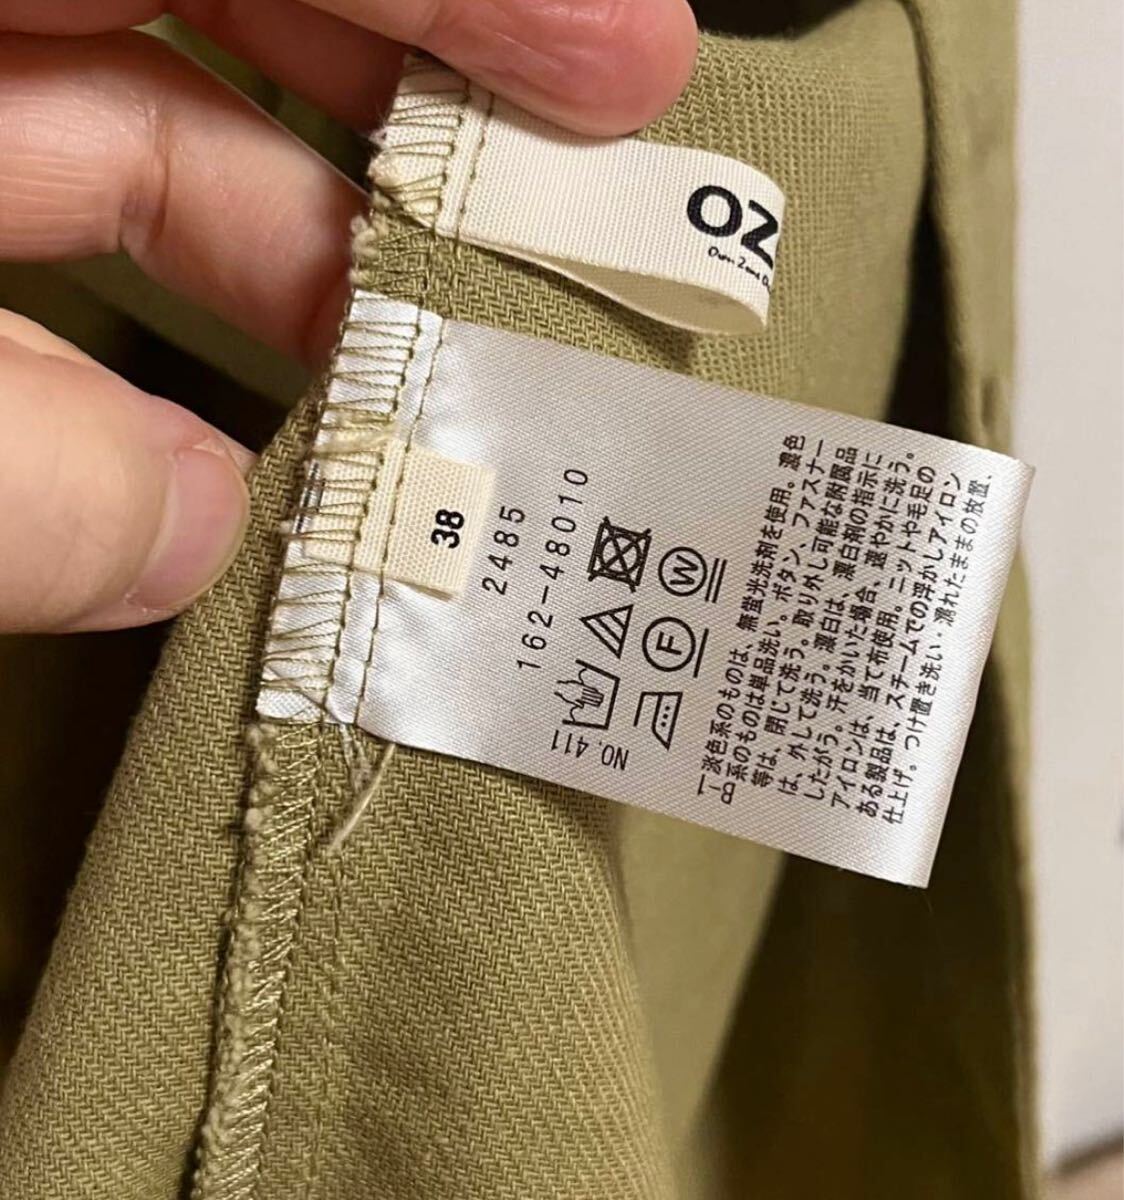 OZ
Own Zone O
38
2485
162-48010
W
F
NO. 411
淡色系のものは、無蛍光洗剤を使用。濃色
系のものは単品洗い。ボタン、ファスナー
等は、閉じて洗う。取り外し可能な附属品
は、外して洗う。漂白は、漂白剤の指示に
したがう。汗をかいた場合、速やかに洗う。
アイロンは、当て布使用。ニットや毛足の
ある製品は、スチームでの浮かしアイロン
仕上げ。つけ置き洗い・濡れたままの放置、